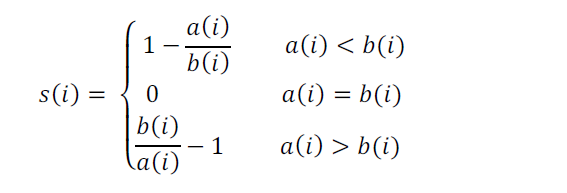 1 − a(i)/b(i)    a(i) < b(i)
s(i) = { 0    a(i) = b(i)
b(i)/a(i) − 1    a(i) > b(i)